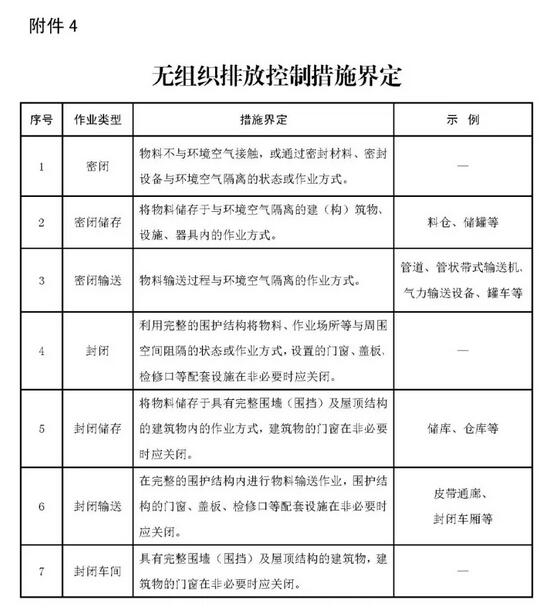 附件 4
无组织排放控制措施界定
序号 作业类型 措施界定 示 例
1 密闭 物料不与环境空气接触，或通过密封材料、密封
设备与环境空气隔离的状态或作业方式。 —
2 密闭储存 将物料储存于与环境空气隔离的建（构）筑物、
设施、器具内的作业方式。 料仓、储罐等
3 密闭输送 物料输送过程与环境空气隔离的作业方式。 管道、管状带式输送机、
气力输送设备、罐车等
4 封闭 利用完整的围护结构将物料、作业场所等与周围
空间阻隔的状态或作业方式，设置的门窗、盖板、
检修口等配套设施在非必要时应关闭。 —
5 封闭储存 将物料储存于具有完整围墙（围挡）及屋顶结构
的建筑物内的作业方式，建筑物的门窗在非必要
时应关闭。 储库、仓库等
6 封闭输送 在完整的围护结构内进行物料输送作业，围护结
构的门窗、盖板、检修口等配套设施在非必要时
应关闭。 皮带通廊、
封闭车厢等
7 封闭车间 具有完整围墙（围挡）及屋顶结构的建筑物，建
筑物的门窗在非必要时应关闭。